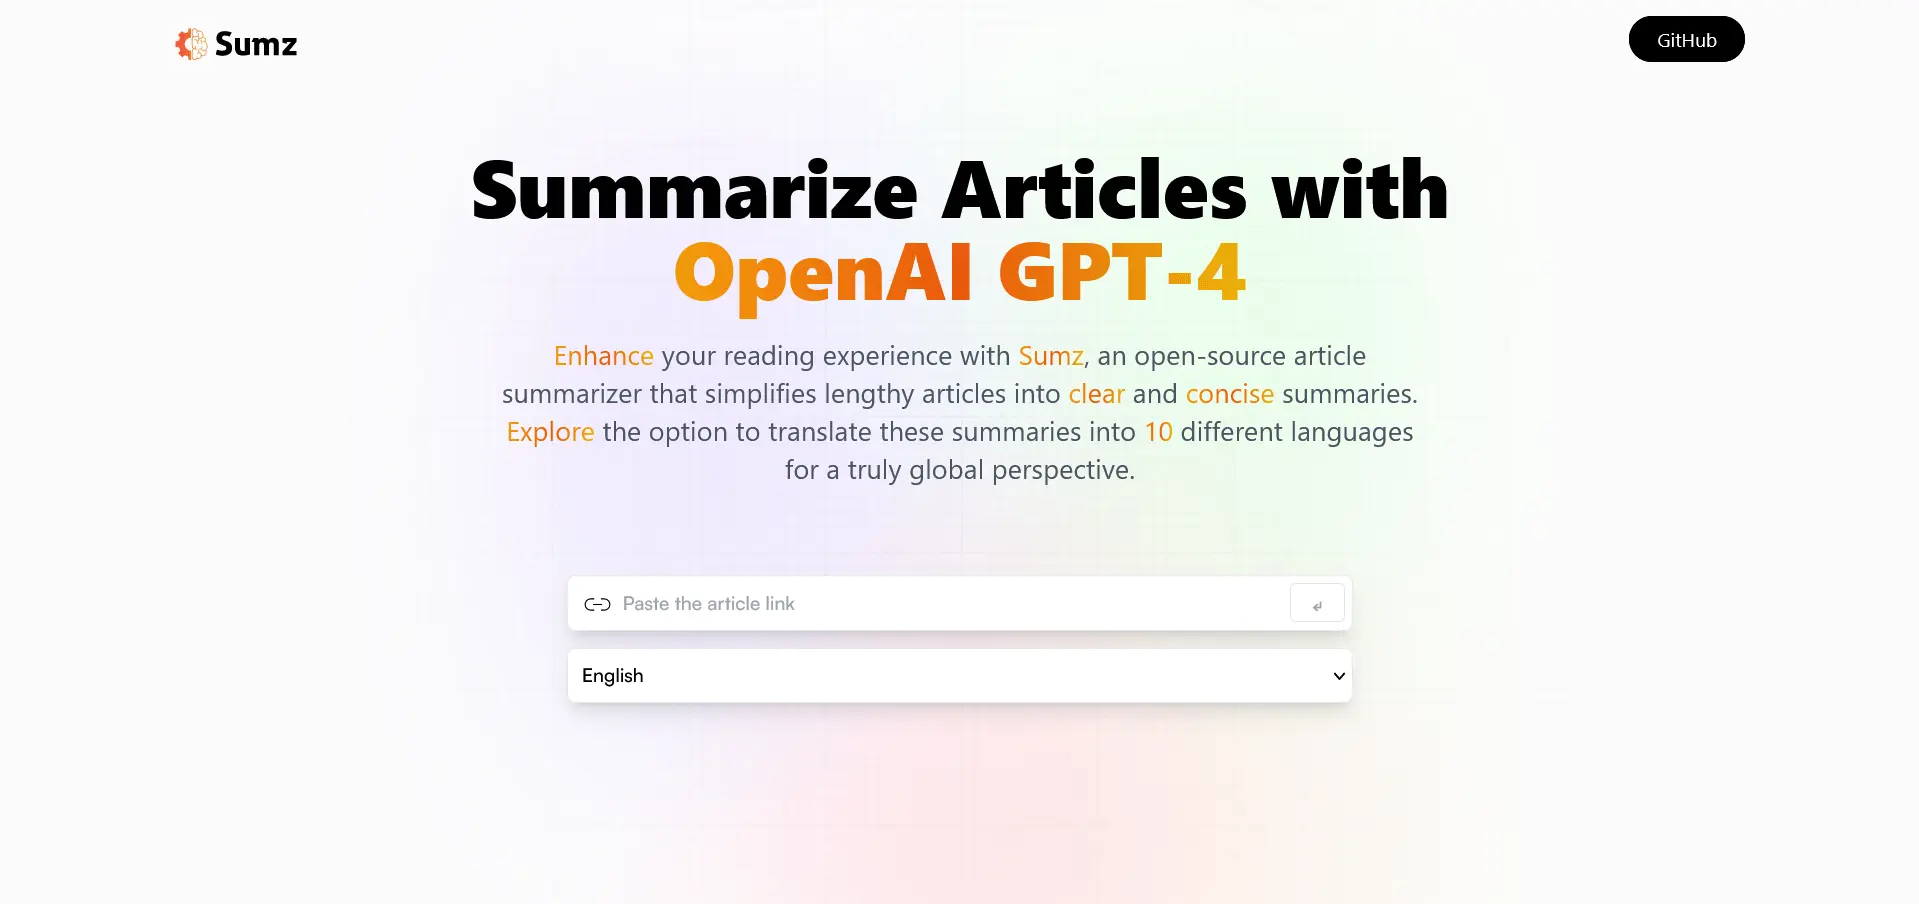 Sumz
GitHub
Summarize Articles with
OpenAI GPT-4
Enhance your reading experience with Sumz, an open-source article
summarizer that simplifies lengthy articles into clear and concise summaries.
Explore the option to translate these summaries into 10 different languages
for a truly global perspective.
Paste the article link
English